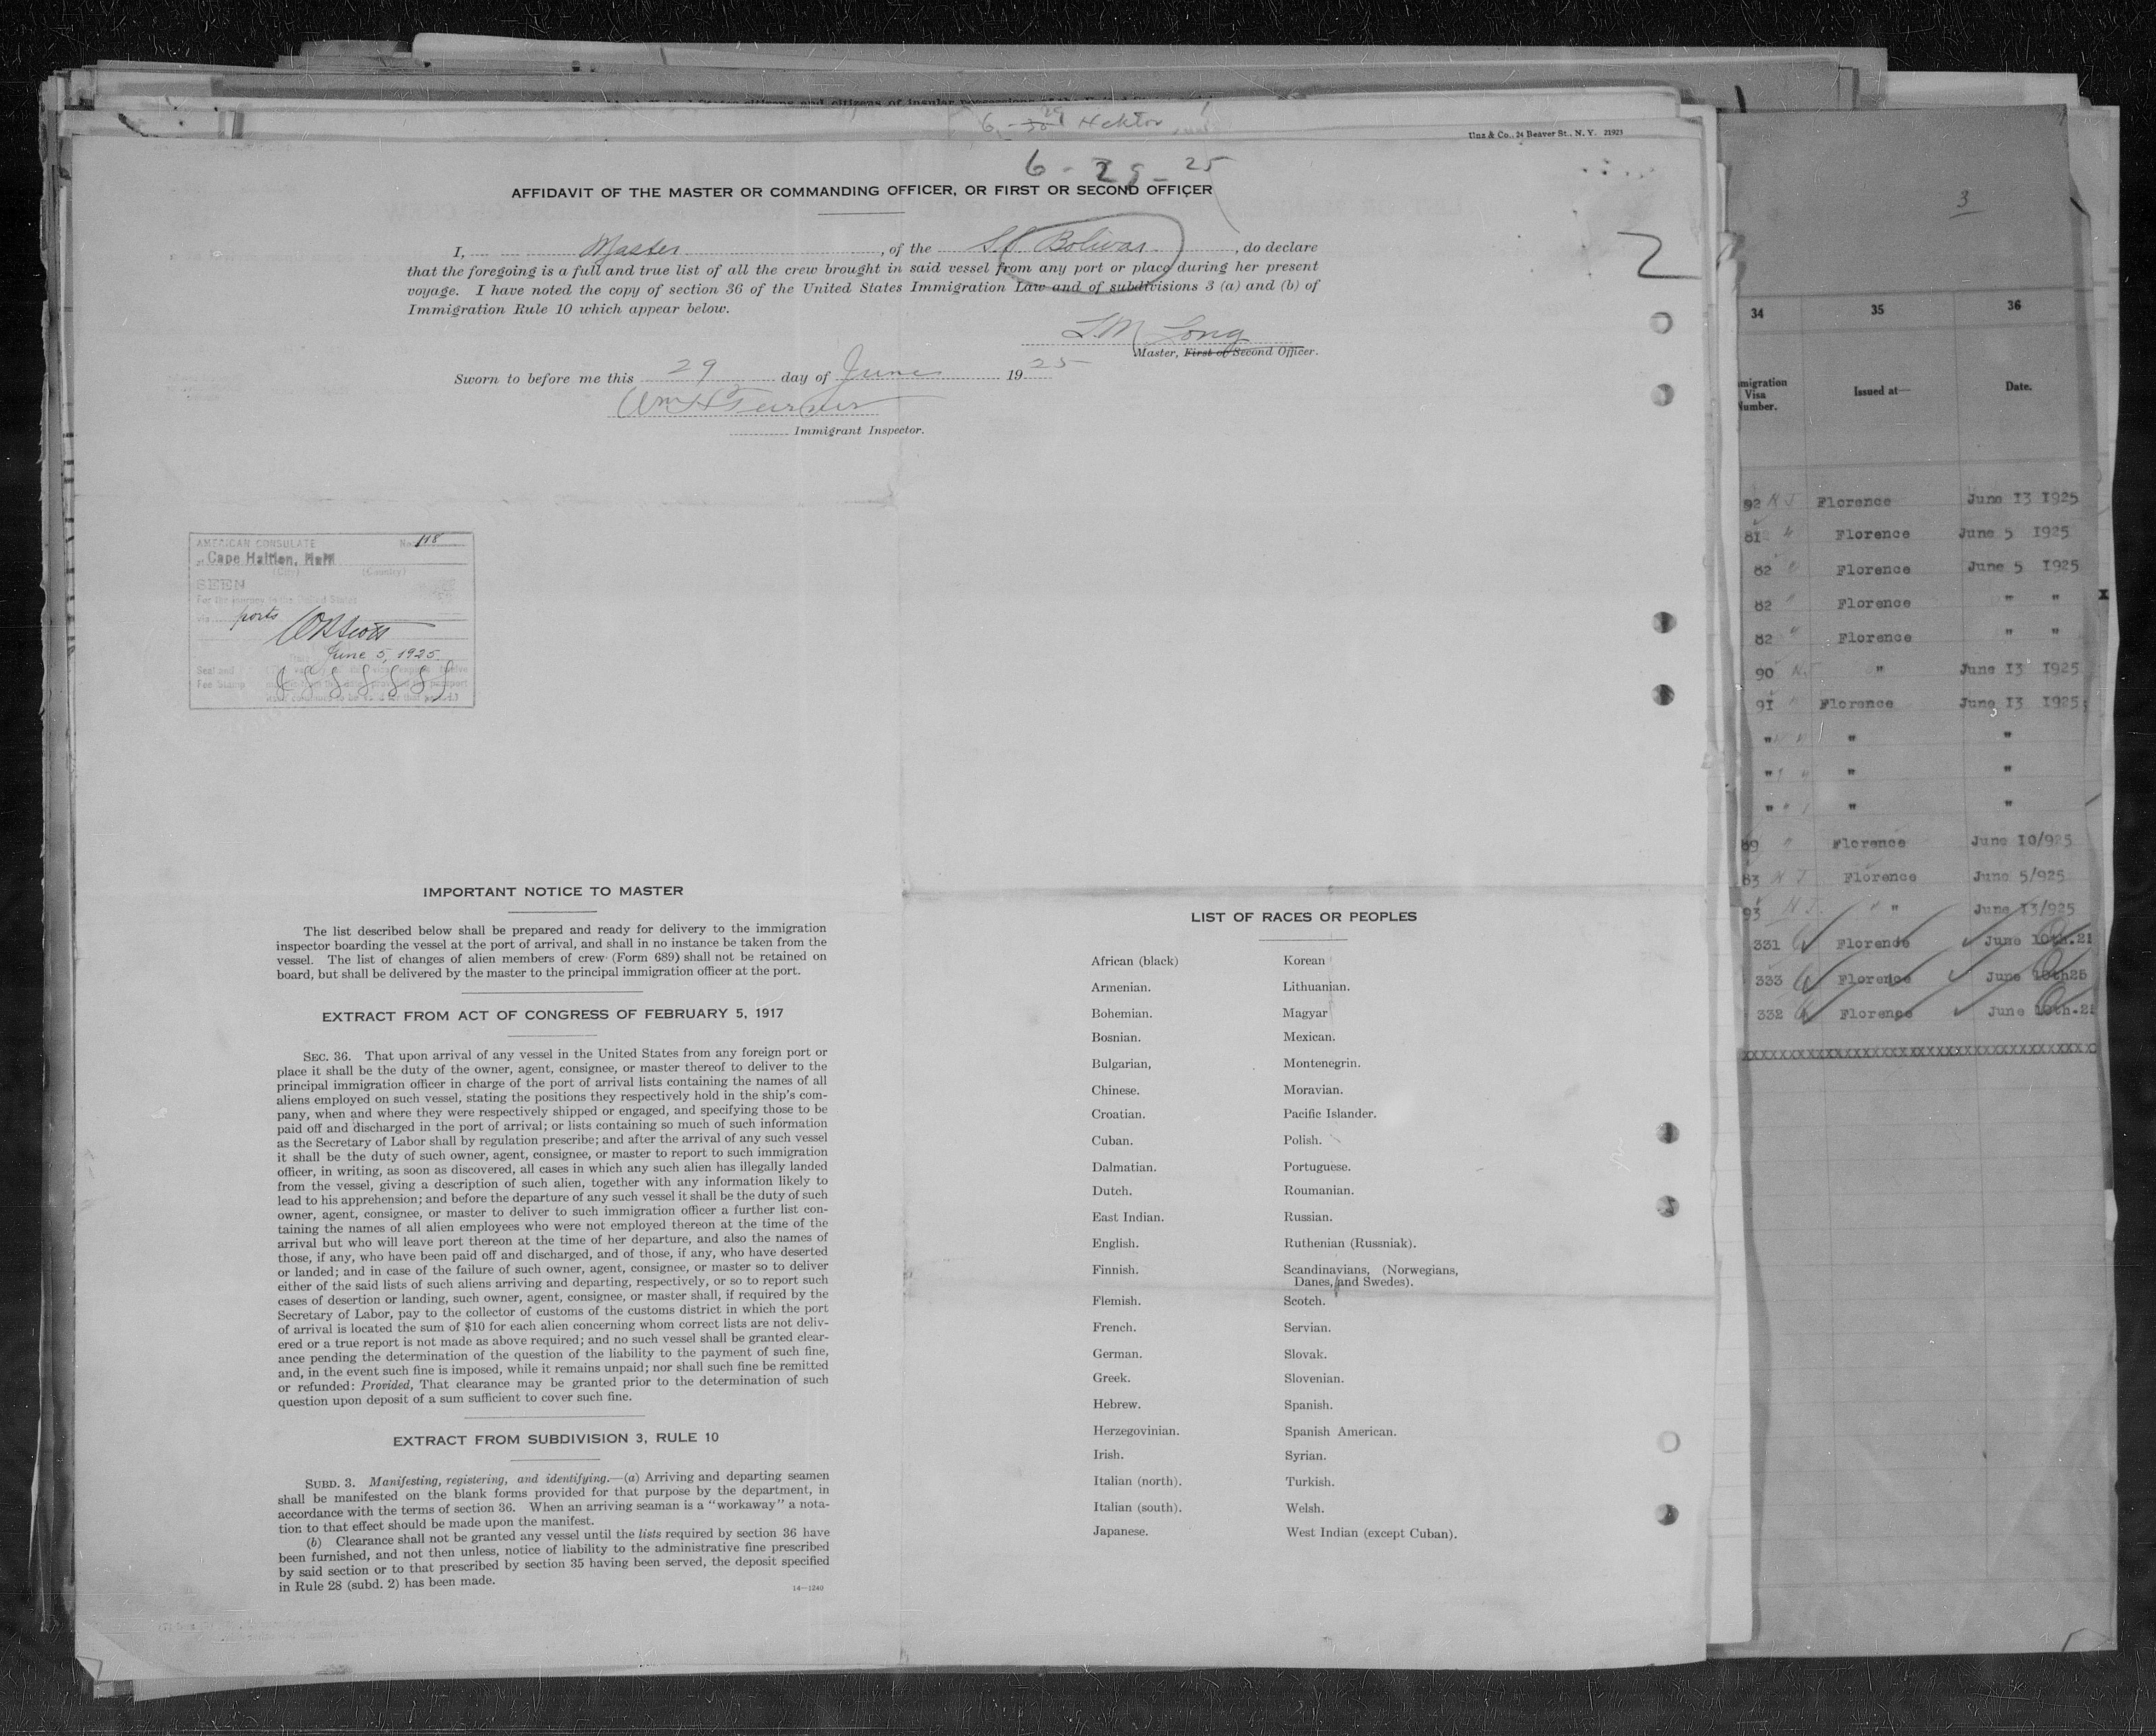 6 - 29 Hektor
Unz & Co., 24 Beaver St., N. Y. 21923
6 - 29 - 25
AFFIDAVIT OF THE MASTER OR COMMANDING OFFICER, OR FIRST OR SECOND OFFICER
I, Master, of the S.S. Bolivar, do declare
that the foregoing is a full and true list of all the crew brought in said vessel from any port or place during her present
voyage. I have noted the copy of section 36 of the United States Immigration Law and of subdivisions 3 (a) and (b) of
Immigration Rule 10 which appear below.
Long
Master, First or Second Officer.
Sworn to before me this 29 day of June 1925
Wm H Turner
Immigrant Inspector.
AMERICAN CONSULATE No. 118
Cape Haitien, Haiti
(City) (Country)
SEEN
For the journey to the United States
via ports
June 5, 1925.
Seal and
Fee Stamp
IMPORTANT NOTICE TO MASTER
The list described below shall be prepared and ready for delivery to the immigration
inspector boarding the vessel at the port of arrival, and shall in no instance be taken from the
vessel. The list of changes of alien members of crew (Form 689) shall not be retained on
board, but shall be delivered by the master to the principal immigration officer at the port.
EXTRACT FROM ACT OF CONGRESS OF FEBRUARY 5, 1917
SEC. 36. That upon arrival of any vessel in the United States from any foreign port or
place it shall be the duty of the owner, agent, consignee, or master thereof to deliver to the
principal immigration officer in charge of the port of arrival lists containing the names of all
aliens employed on such vessel, stating the positions they respectively hold in the ship's com-
pany, when and where they were respectively shipped or engaged, and specifying those to be
paid off and discharged in the port of arrival; or lists containing so much of such information
as the Secretary of Labor shall by regulation prescribe; and after the arrival of any such vessel
it shall be the duty of such owner, agent, consignee, or master to report to such immigration
officer, in writing, as soon as discovered, all cases in which any such alien has illegally landed
from the vessel, giving a description of such alien, together with any information likely to
lead to his apprehension; and before the departure of any such vessel it shall be the duty of such
owner, agent, consignee, or master to deliver to such immigration officer a further list con-
taining the names of all alien employees who were not employed thereon at the time of the
arrival but who will leave port thereon at the time of her departure, and also the names of
those, if any, who have been paid off and discharged, and of those, if any, who have deserted
or landed; and in case of the failure of such owner, agent, consignee, or master so to deliver
either of the said lists of such aliens arriving and departing, respectively, or so to report such
cases of desertion or landing, such owner, agent, consignee, or master shall, if required by the
Secretary of Labor, pay to the collector of customs of the customs district in which the port
of arrival is located the sum of $10 for each alien concerning whom correct lists are not deliv-
ered or a true report is not made as above required; and no such vessel shall be granted clear-
ance pending the determination of the question of the liability to the payment of such fine,
and, in the event such fine is imposed, while it remains unpaid; nor shall such fine be remitted
or refunded: Provided, That clearance may be granted prior to the determination of such
question upon deposit of a sum sufficient to cover such fine.
EXTRACT FROM SUBDIVISION 3, RULE 10
SUBD. 3. Manifesting, registering, and identifying.—(a) Arriving and departing seamen
shall be manifested on the blank forms provided for that purpose by the department, in
accordance with the terms of section 36. When an arriving seaman is a "workaway" a nota-
tion to that effect should be made upon the manifest.
(b) Clearance shall not be granted any vessel until the lists required by section 36 have
been furnished, and not then unless, notice of liability to the administrative fine prescribed
by said section or to that prescribed by section 35 having been served, the deposit specified
in Rule 28 (subd. 2) has been made.
14—1240
LIST OF RACES OR PEOPLES
African (black) Korean
Armenian. Lithuanian.
Bohemian. Magyar
Bosnian. Mexican.
Bulgarian, Montenegrin.
Chinese. Moravian.
Croatian. Pacific Islander.
Cuban. Polish.
Dalmatian. Portuguese.
Dutch. Roumanian.
East Indian. Russian.
English. Ruthenian (Russniak).
Finnish. Scandinavians, (Norwegians,
Danes, and Swedes).
Flemish. Scotch.
French. Servian.
German. Slovak.
Greek. Slovenian.
Hebrew. Spanish.
Herzegovinian. Spanish American.
Irish. Syrian.
Italian (north). Turkish.
Italian (south). Welsh.
Japanese. West Indian (except Cuban).
2
3
34 35 36
migration
Visa
Number.
Issued at—
Date.
92 Florence June 13 1925
81 " Florence June 5 1925
82 " Florence June 5 1925
82 " Florence " " x
82 " Florence " "
90 " June 13 1925
91 " Florence June 13 1925
" " "
" " "
" " "
89 " Florence June 10/925
83 Florence June 5/925
93 " " June 13/925
331 Florence June 10th.21
333 Florence June 10th25
332 Florence June 10th.2
xxxxxxxxxxxxxxxxxxxxxxxxxxxxxxxxxxxxxxx